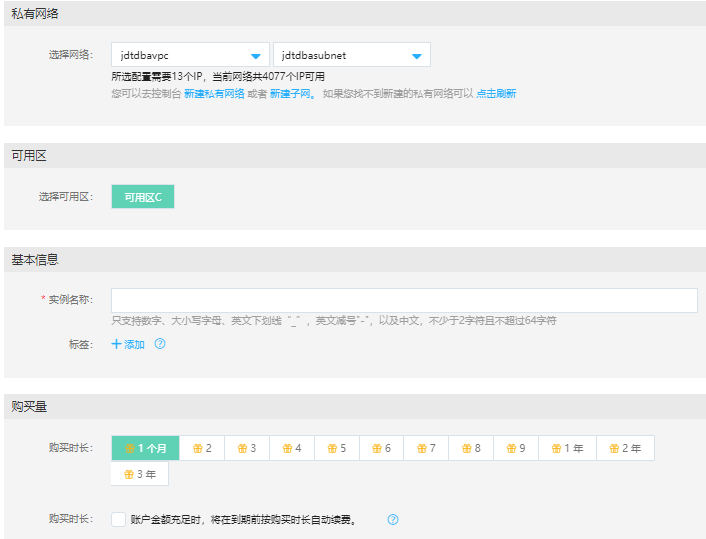 私有网络
选择网络： jdtdbavpc jdtdbasubnet
所选配置需要13个IP，当前网络共4077个IP可用
您可以去控制台 新建私有网络 或者 新建子网。 如果您找不到新建的私有网络可以 点击刷新
可用区
选择可用区： 可用区C
基本信息
* 实例名称：
只支持数字、大小写字母、英文下划线“_”，英文减号"-"，以及中文，不少于2字符且不超过64字符
标签： + 添加 ?
购买量
购买时长： 1 个月 2 3 4 5 6 7 8 9 1 年 2 年
3 年
购买时长： 账户金额充足时，将在到期前按购买时长自动续费。 ?